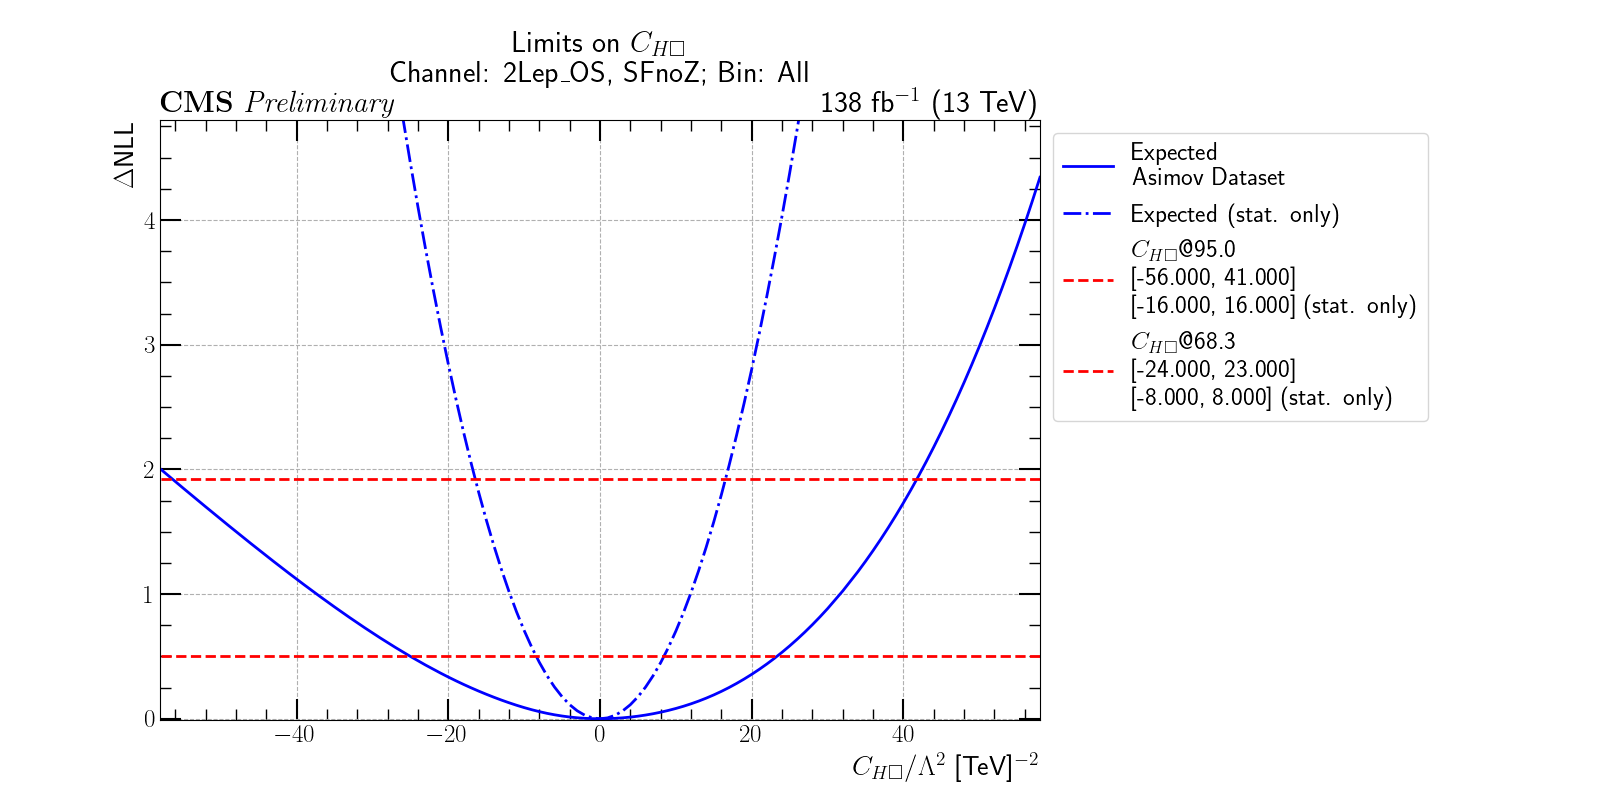 Limits on C_{H□}
Channel: 2Lep_OS, SFnoZ; Bin: All
CMS Preliminary
138 fb^{−1} (13 TeV)
ΔNLL
4
3
2
1
0
−40
−20
0
20
40
C_{H□}/Λ^2 [TeV]^{−2}
Expected
Asimov Dataset
Expected (stat. only)
C_{H□}@95.0
[-56.000, 41.000]
[-16.000, 16.000] (stat. only)
C_{H□}@68.3
[-24.000, 23.000]
[-8.000, 8.000] (stat. only)